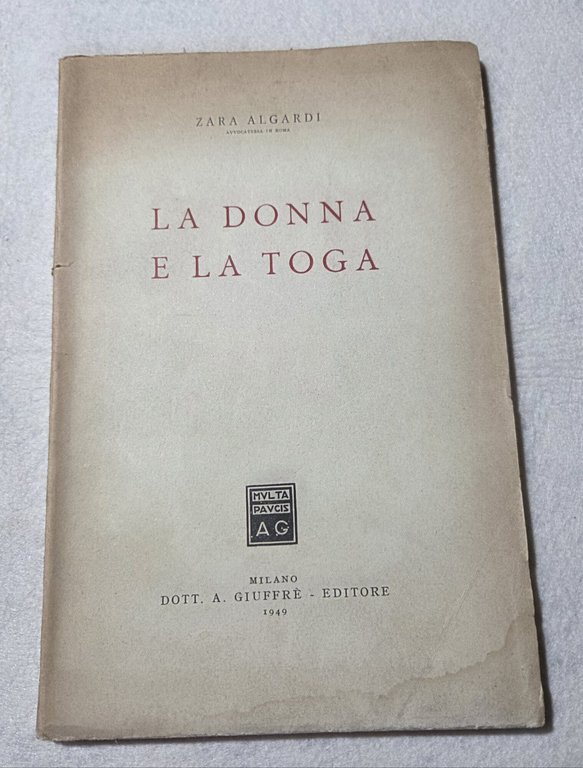 ZARA ALGARDI
AVVOCATESSA IN ROMA
LA DONNA
E LA TOGA
MVLTA
PAVCIS
AG
MILANO
DOTT. A. GIUFFRÈ - EDITORE
1949